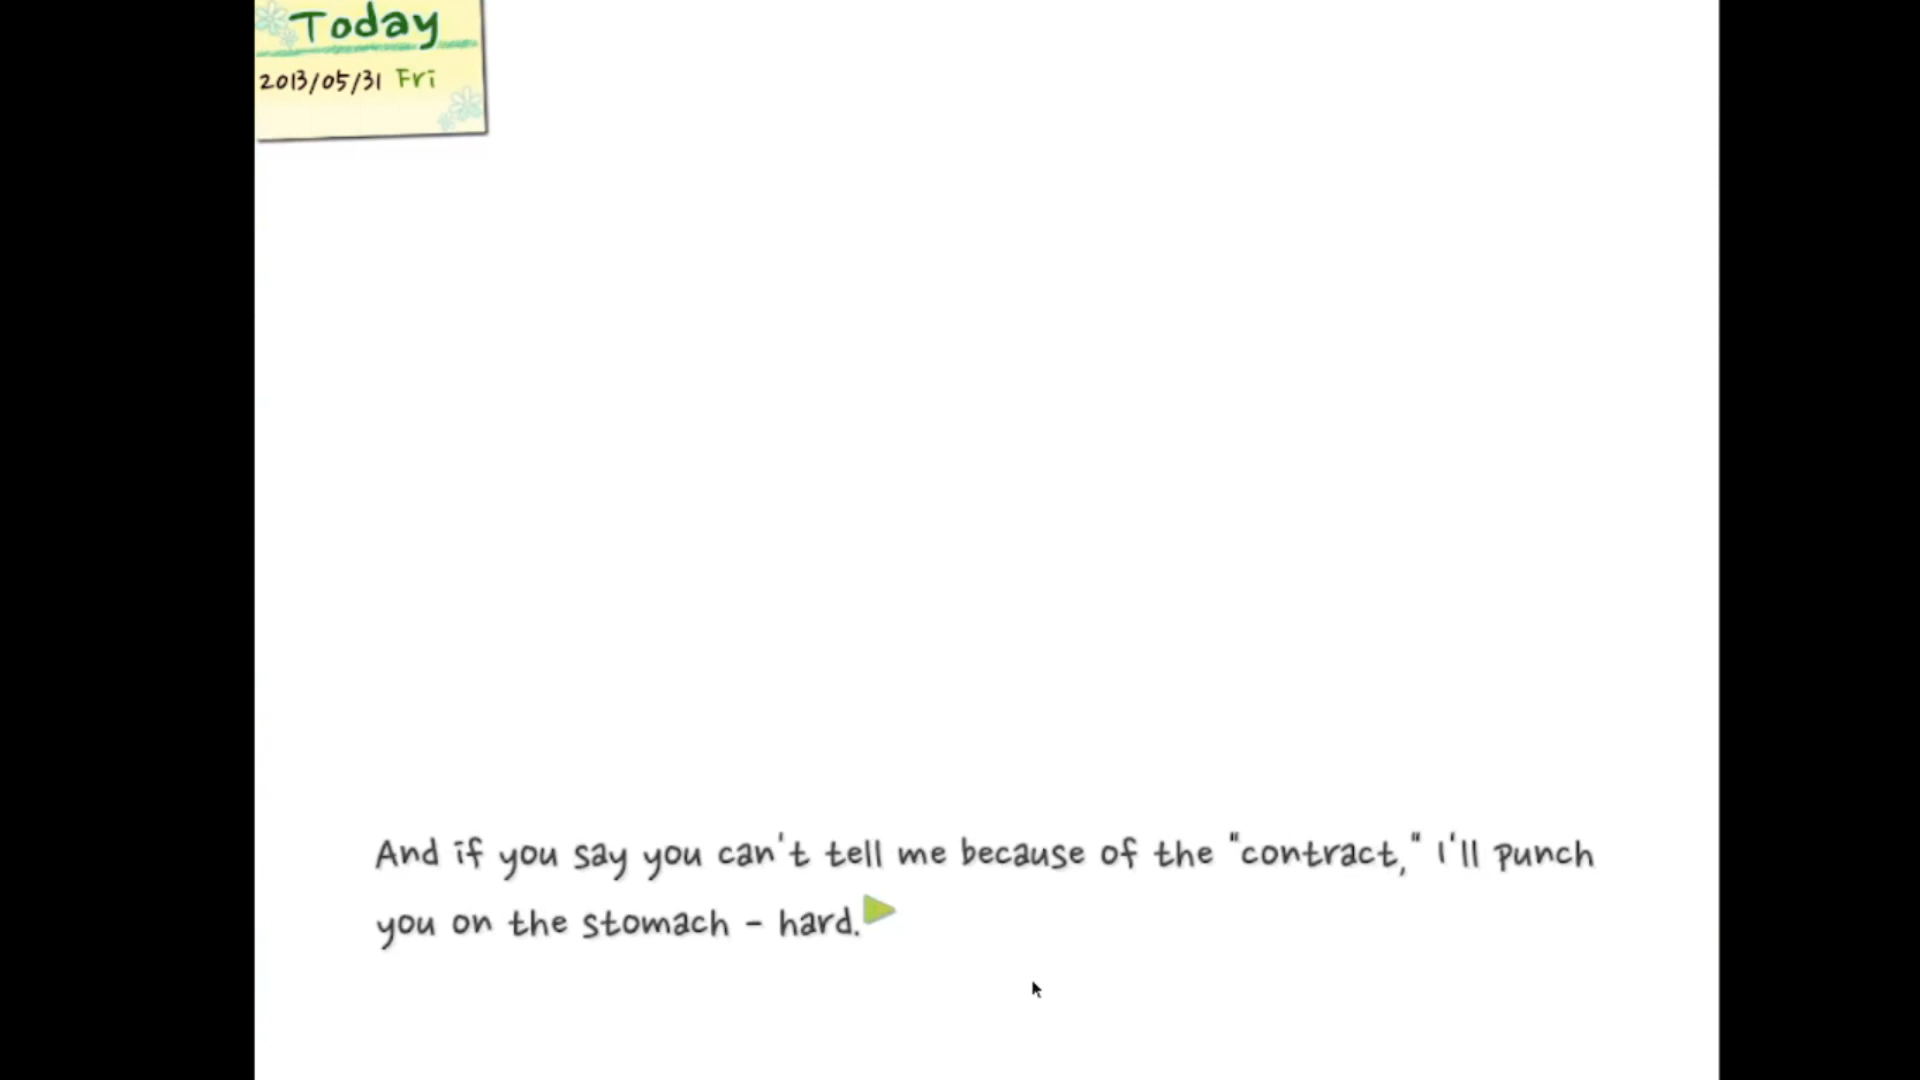 Today
2013/05/31 Fri
And if you say you can't tell me because of the "contract," I'll punch
you on the stomach - hard.